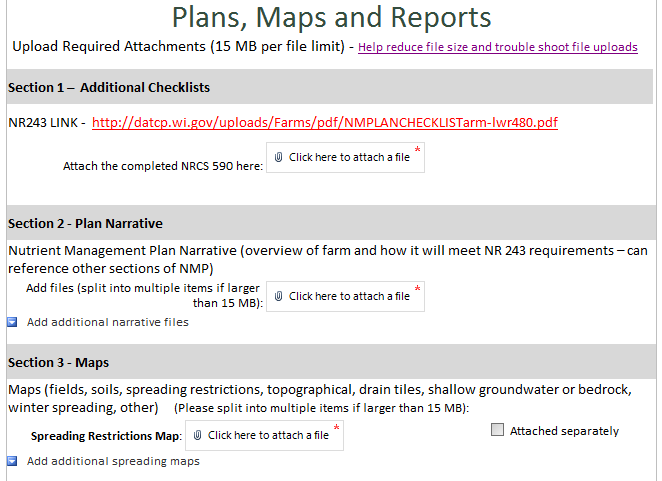 Plans, Maps and Reports
Upload Required Attachments (15 MB per file limit) - Help reduce file size and trouble shoot file uploads
Section 1 – Additional Checklists
NR243 LINK - http://datcp.wi.gov/uploads/Farms/pdf/NMPLANCHECKLISTarm-lwr480.pdf
Attach the completed NRCS 590 here: Click here to attach a file *
Section 2 - Plan Narrative
Nutrient Management Plan Narrative (overview of farm and how it will meet NR 243 requirements – can
reference other sections of NMP)
Add files (split into multiple items if larger
than 15 MB): Click here to attach a file *
Add additional narrative files
Section 3 - Maps
Maps (fields, soils, spreading restrictions, topographical, drain tiles, shallow groundwater or bedrock,
winter spreading, other) (Please split into multiple items if larger than 15 MB):
Spreading Restrictions Map: Click here to attach a file * Attached separately
Add additional spreading maps